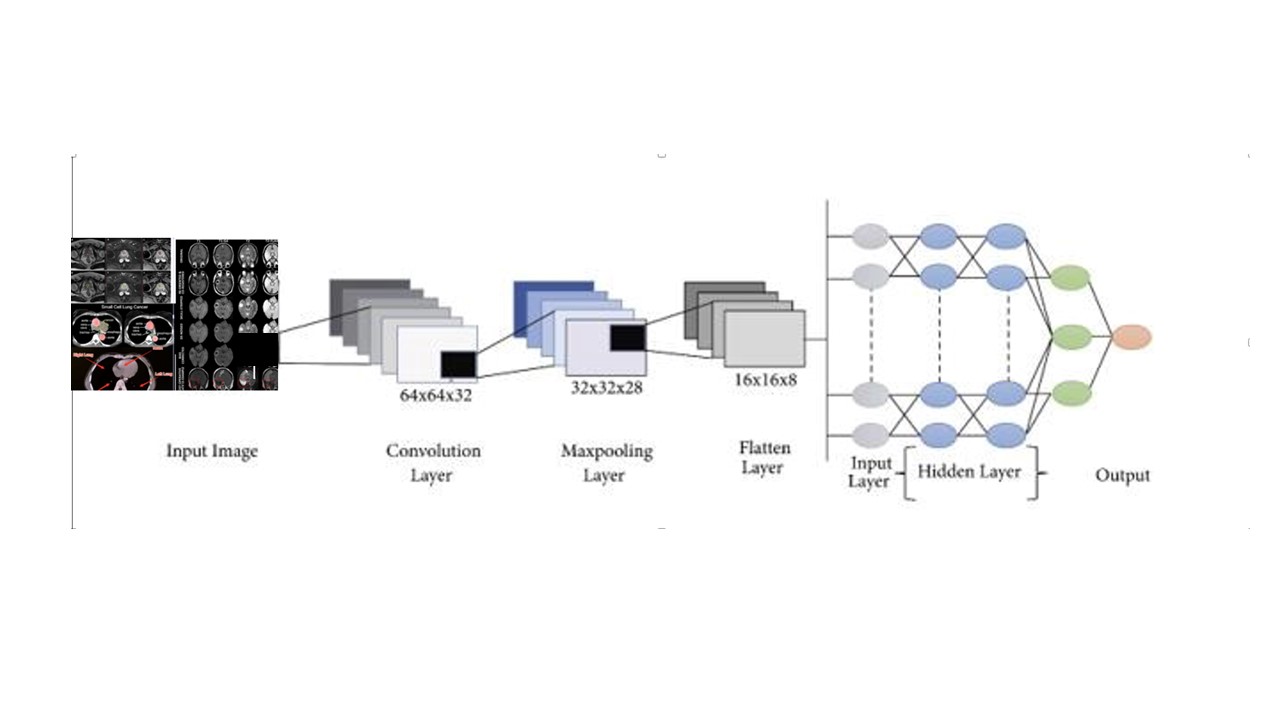 Small Cell Lung Cancer
Right Lung
Left Lung
64x64x32
32x32x28
16x16x8
Input Image
Convolution
Layer
Maxpooling
Layer
Flatten
Layer
Input
Layer
Hidden Layer
Output